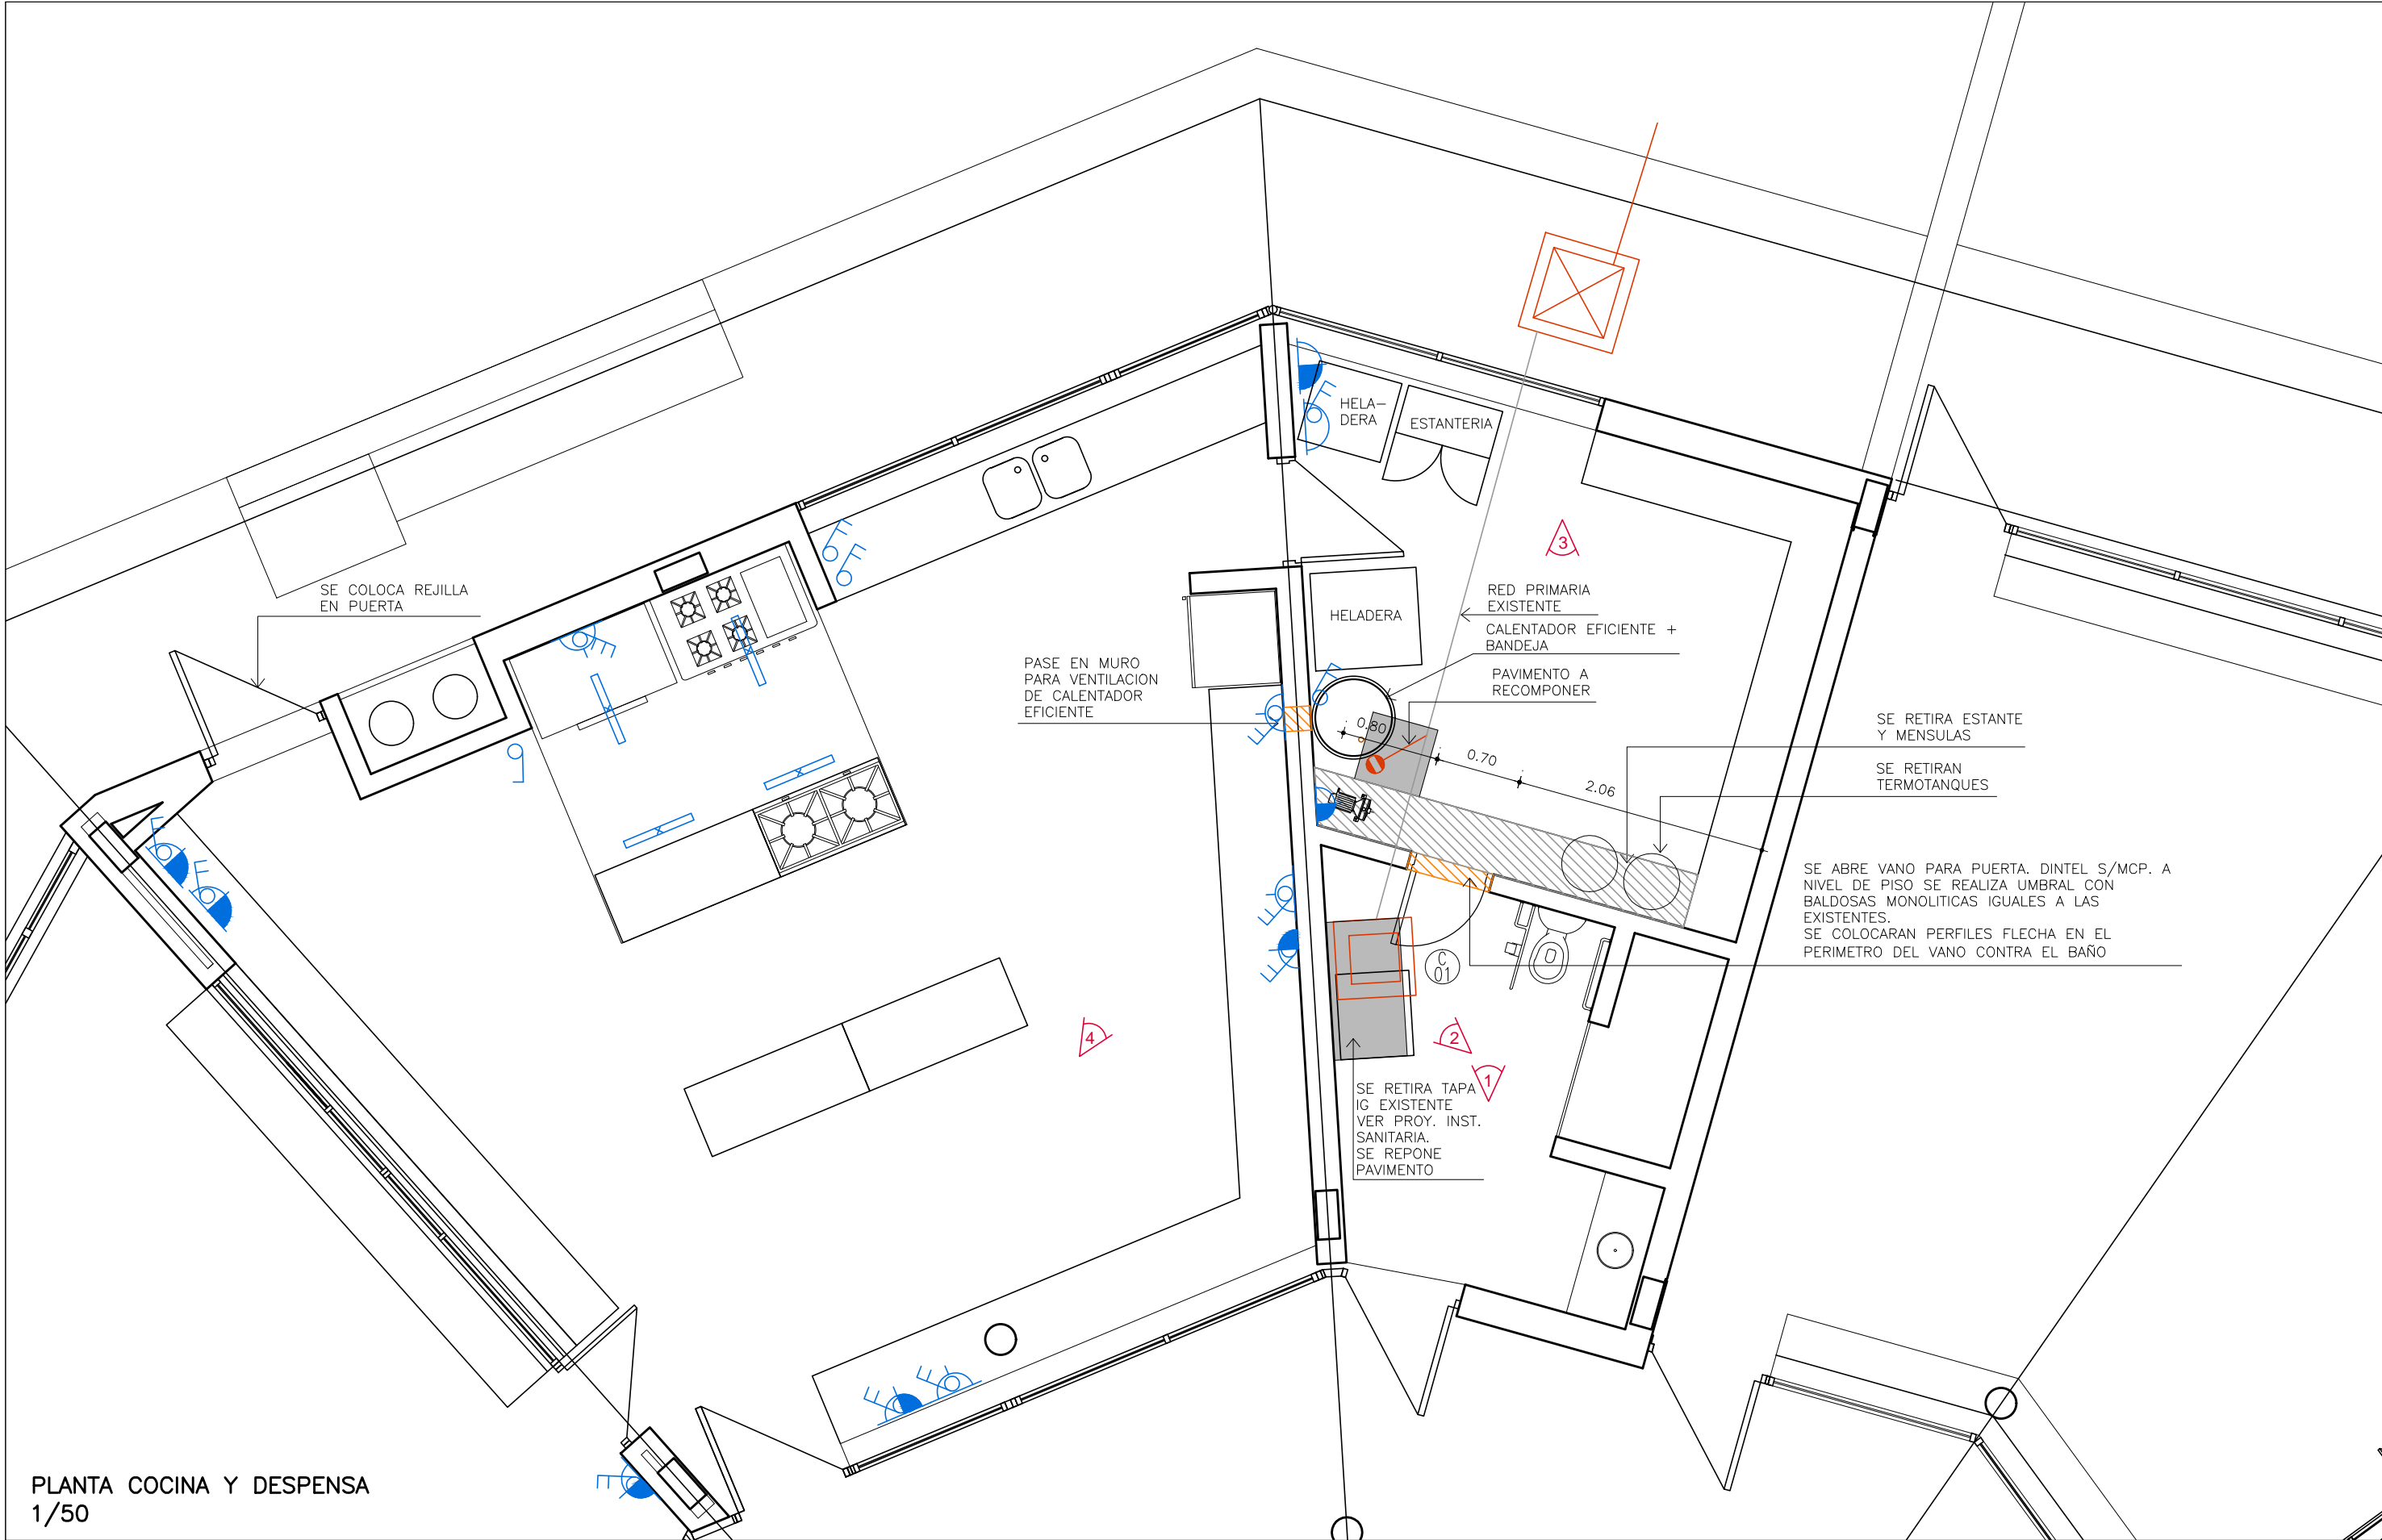 HELA-
DERA
ESTANTERIA
3
SE COLOCA REJILLA
EN PUERTA
RED PRIMARIA
EXISTENTE
HELADERA
CALENTADOR EFICIENTE +
BANDEJA
PASE EN MURO
PARA VENTILACION
DE CALENTADOR
EFICIENTE
PAVIMENTO A
RECOMPONER
0.80
0.70
2.06
SE RETIRA ESTANTE
Y MENSULAS
SE RETIRAN
TERMOTANQUES
SE ABRE VANO PARA PUERTA. DINTEL S/MCP. A
NIVEL DE PISO SE REALIZA UMBRAL CON
BALDOSAS MONOLITICAS IGUALES A LAS
EXISTENTES.
SE COLOCARAN PERFILES FLECHA EN EL
PERIMETRO DEL VANO CONTRA EL BAÑO
C
01
4
2
1
SE RETIRA TAPA
IG EXISTENTE
VER PROY. INST.
SANITARIA.
SE REPONE
PAVIMENTO
PLANTA COCINA Y DESPENSA
1/50